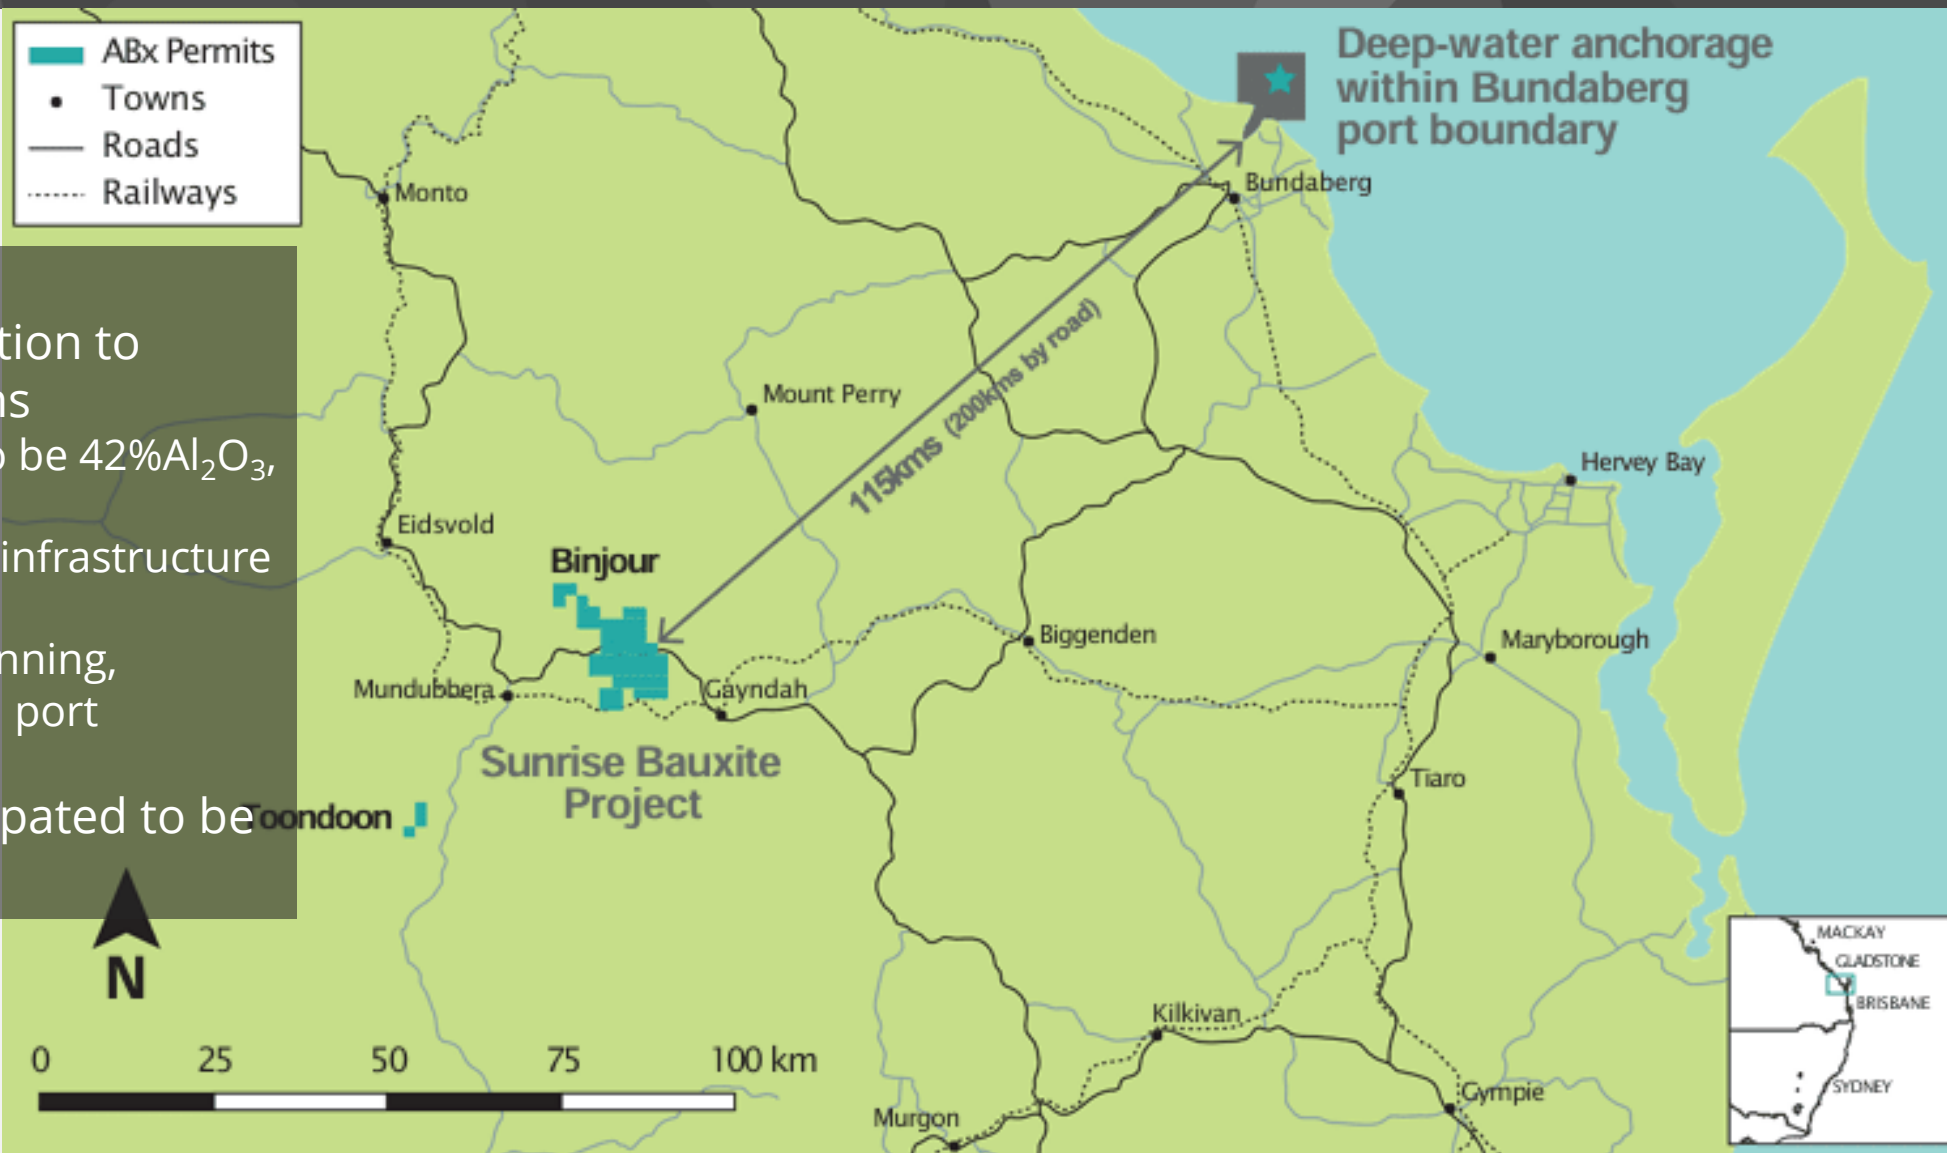 ABx Permits
Towns
Roads
Railways
Deep-water anchorage
within Bundaberg
port boundary
Monto
Bundaberg
tion to
Mount Perry
115kms (200kms by road)
be 42%Al₂O₃,
Hervey Bay
Eidsvold
infrastructure
Binjour
Biggenden
Maryborough
nning,
Mundubbera
Gayndah
port
Sunrise Bauxite
Project
Tiaro
pated to be
Toondoon
N
MACKAY
GLADSTONE
BRISBANE
SYDNEY
Kilkivan
0 25 50 75 100 km
Gympie
Murgon